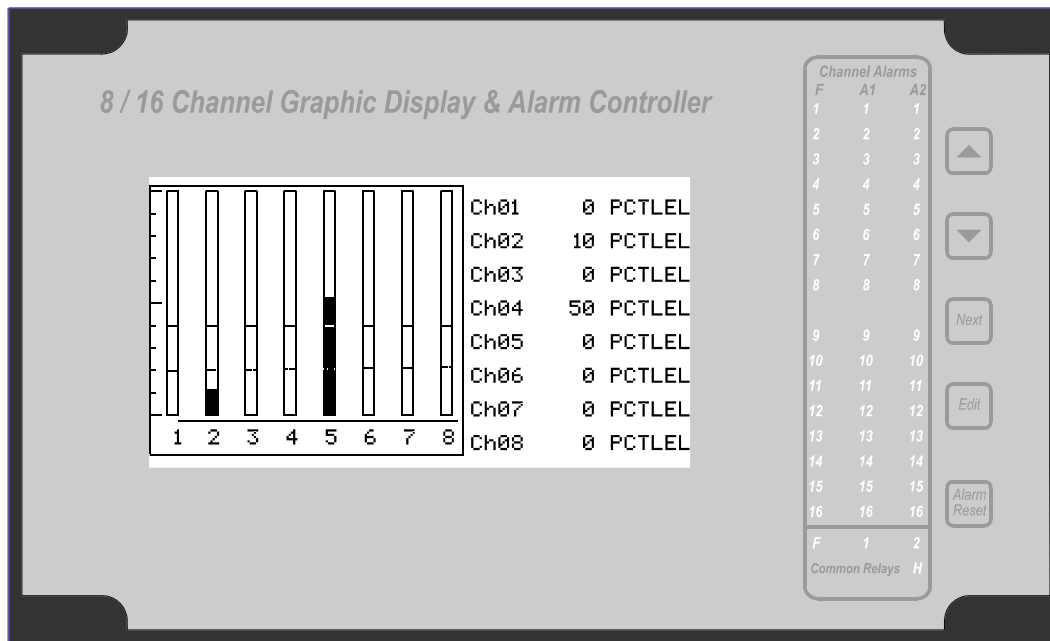 8 / 16 Channel Graphic Display & Alarm Controller
Ch01 0 PCTLEL
Ch02 10 PCTLEL
Ch03 0 PCTLEL
Ch04 50 PCTLEL
Ch05 0 PCTLEL
Ch06 0 PCTLEL
Ch07 0 PCTLEL
Ch08 0 PCTLEL
1 2 3 4 5 6 7 8
Channel Alarms
F A1 A2
1 1 1
2 2 2
3 3 3
4 4 4
5 5 5
6 6 6
7 7 7
8 8 8
9 9 9
10 10 10
11 11 11
12 12 12
13 13 13
14 14 14
15 15 15
16 16 16
F 1 2
Common Relays H
Next
Edit
Alarm
Reset